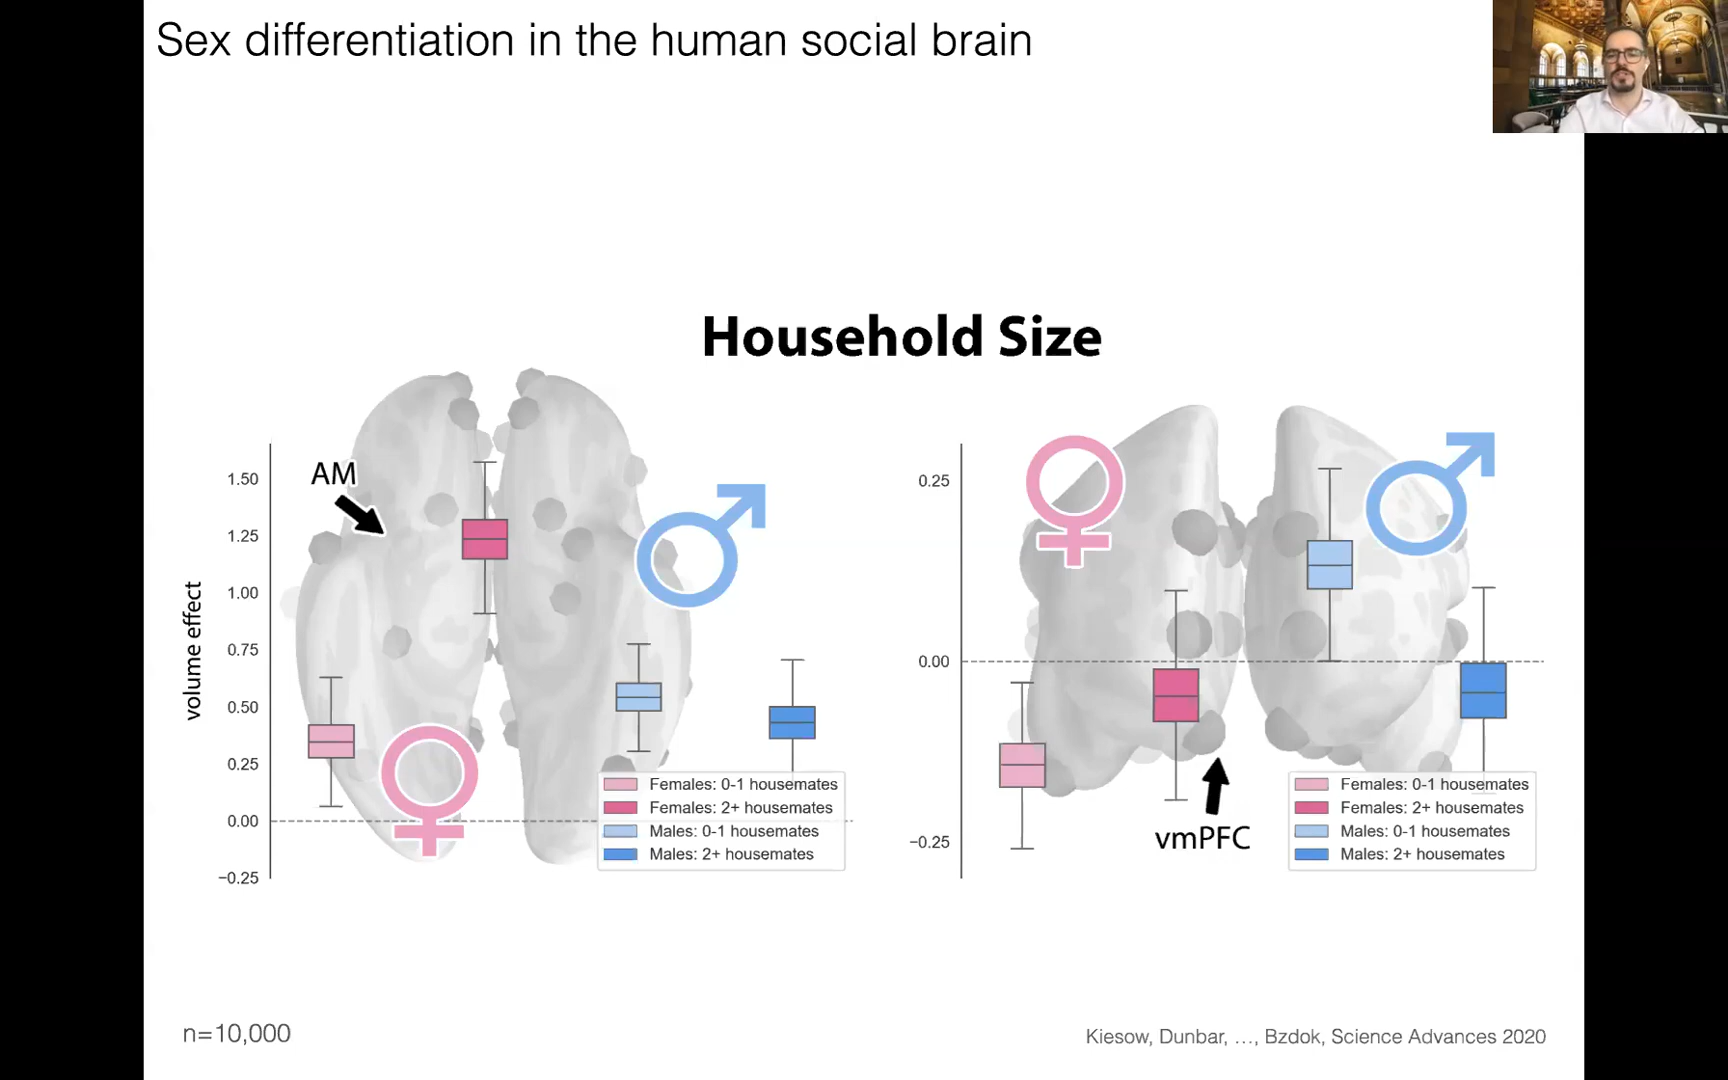 Sex differentiation in the human social brain
Household Size
AM
volume effect
1.50
1.25
1.00
0.75
0.50
0.25
0.00
−0.25
Females: 0-1 housemates
Females: 2+ housemates
Males: 0-1 housemates
Males: 2+ housemates
0.25
0.00
−0.25
vmPFC
Females: 0-1 housemates
Females: 2+ housemates
Males: 0-1 housemates
Males: 2+ housemates
n=10,000
Kiesow, Dunbar, …, Bzdok, Science Advances 2020